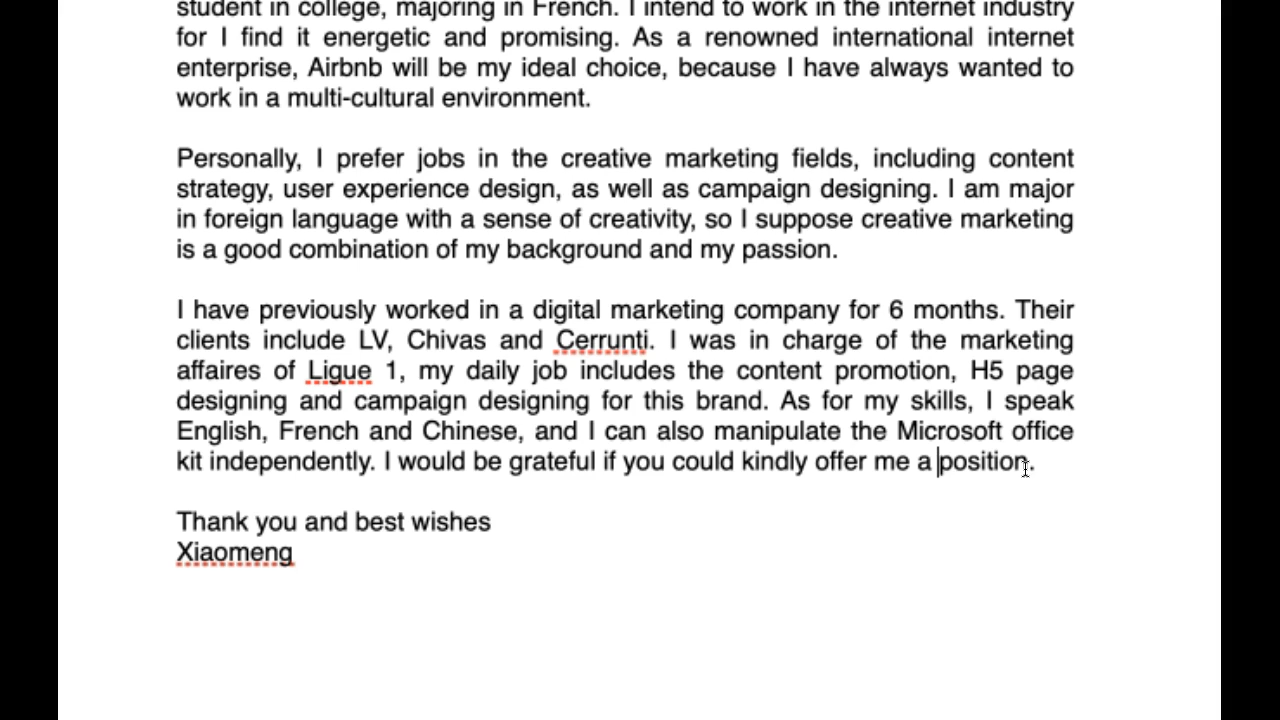 student in college, majoring in French. I intend to work in the internet industry
for I find it energetic and promising. As a renowned international internet
enterprise, Airbnb will be my ideal choice, because I have always wanted to
work in a multi-cultural environment.
Personally, I prefer jobs in the creative marketing fields, including content
strategy, user experience design, as well as campaign designing. I am major
in foreign language with a sense of creativity, so I suppose creative marketing
is a good combination of my background and my passion.
I have previously worked in a digital marketing company for 6 months. Their
clients include LV, Chivas and Cerrunti. I was in charge of the marketing
affaires of Ligue 1, my daily job includes the content promotion, H5 page
designing and campaign designing for this brand. As for my skills, I speak
English, French and Chinese, and I can also manipulate the Microsoft office
kit independently. I would be grateful if you could kindly offer me a position.
Thank you and best wishes
Xiaomeng